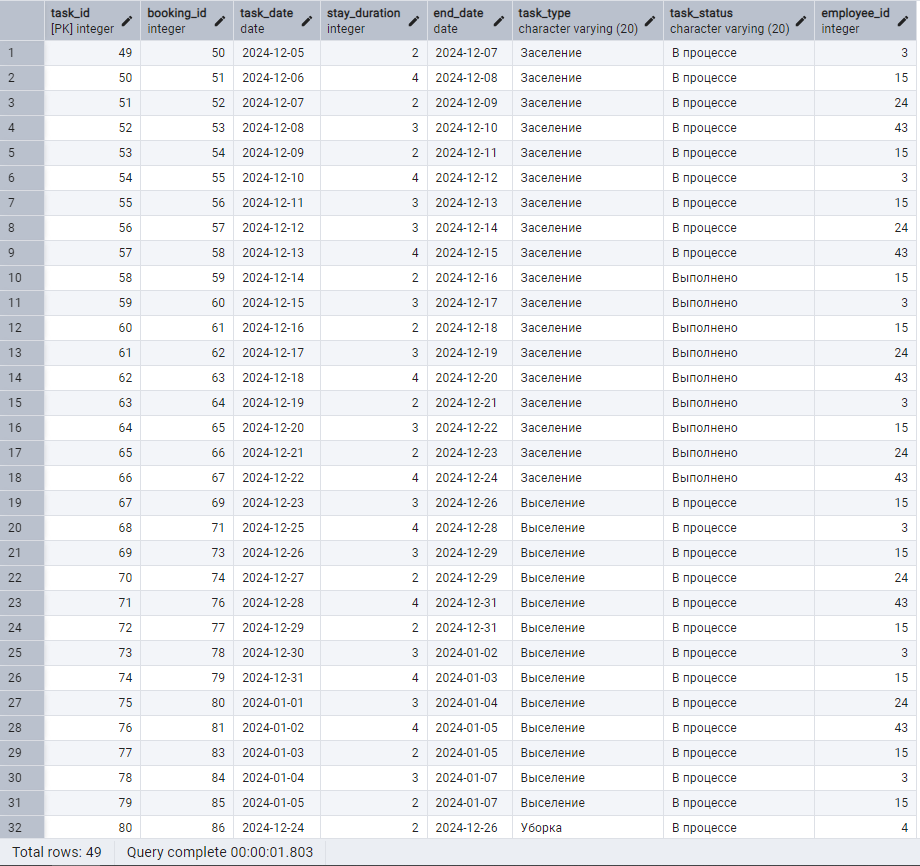 task_id booking_id task_date stay_duration end_date task_type task_status employee_id
[PK] integer integer date integer date character varying (20) character varying (20) integer
1 49 50 2024-12-05 2 2024-12-07 Заселение В процессе 3
2 50 51 2024-12-06 4 2024-12-08 Заселение В процессе 15
3 51 52 2024-12-07 2 2024-12-09 Заселение В процессе 24
4 52 53 2024-12-08 3 2024-12-10 Заселение В процессе 43
5 53 54 2024-12-09 2 2024-12-11 Заселение В процессе 15
6 54 55 2024-12-10 4 2024-12-12 Заселение В процессе 3
7 55 56 2024-12-11 3 2024-12-13 Заселение В процессе 15
8 56 57 2024-12-12 3 2024-12-14 Заселение В процессе 24
9 57 58 2024-12-13 4 2024-12-15 Заселение В процессе 43
10 58 59 2024-12-14 2 2024-12-16 Заселение Выполнено 15
11 59 60 2024-12-15 3 2024-12-17 Заселение Выполнено 3
12 60 61 2024-12-16 2 2024-12-18 Заселение Выполнено 15
13 61 62 2024-12-17 3 2024-12-19 Заселение Выполнено 24
14 62 63 2024-12-18 4 2024-12-20 Заселение Выполнено 43
15 63 64 2024-12-19 2 2024-12-21 Заселение Выполнено 3
16 64 65 2024-12-20 3 2024-12-22 Заселение Выполнено 15
17 65 66 2024-12-21 2 2024-12-23 Заселение Выполнено 24
18 66 67 2024-12-22 4 2024-12-24 Заселение Выполнено 43
19 67 69 2024-12-23 3 2024-12-26 Выселение В процессе 15
20 68 71 2024-12-25 4 2024-12-28 Выселение В процессе 3
21 69 73 2024-12-26 3 2024-12-29 Выселение В процессе 15
22 70 74 2024-12-27 2 2024-12-29 Выселение В процессе 24
23 71 76 2024-12-28 4 2024-12-31 Выселение В процессе 43
24 72 77 2024-12-29 2 2024-12-31 Выселение В процессе 15
25 73 78 2024-12-30 3 2024-01-02 Выселение В процессе 3
26 74 79 2024-12-31 4 2024-01-03 Выселение В процессе 15
27 75 80 2024-01-01 3 2024-01-04 Выселение В процессе 24
28 76 81 2024-01-02 4 2024-01-05 Выселение В процессе 43
29 77 83 2024-01-03 2 2024-01-05 Выселение В процессе 15
30 78 84 2024-01-04 3 2024-01-07 Выселение В процессе 3
31 79 85 2024-01-05 2 2024-01-07 Выселение В процессе 15
32 80 86 2024-12-24 2 2024-12-26 Уборка В процессе 4
Total rows: 49 Query complete 00:00:01.803